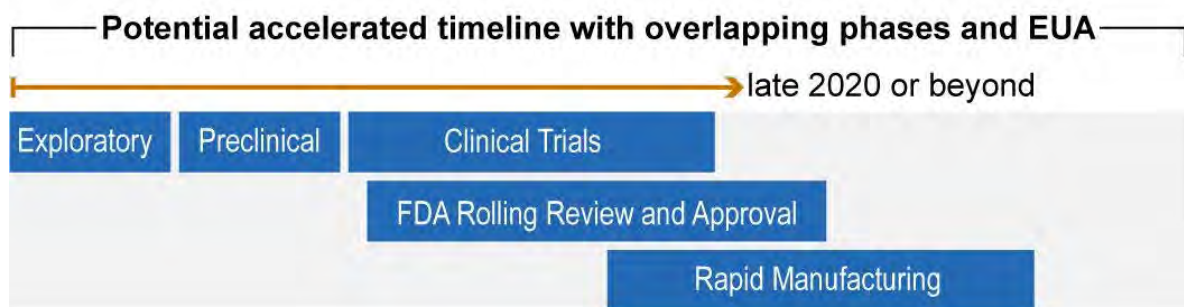 Potential accelerated timeline with overlapping phases and EUA
late 2020 or beyond
Exploratory
Preclinical
Clinical Trials
FDA Rolling Review and Approval
Rapid Manufacturing